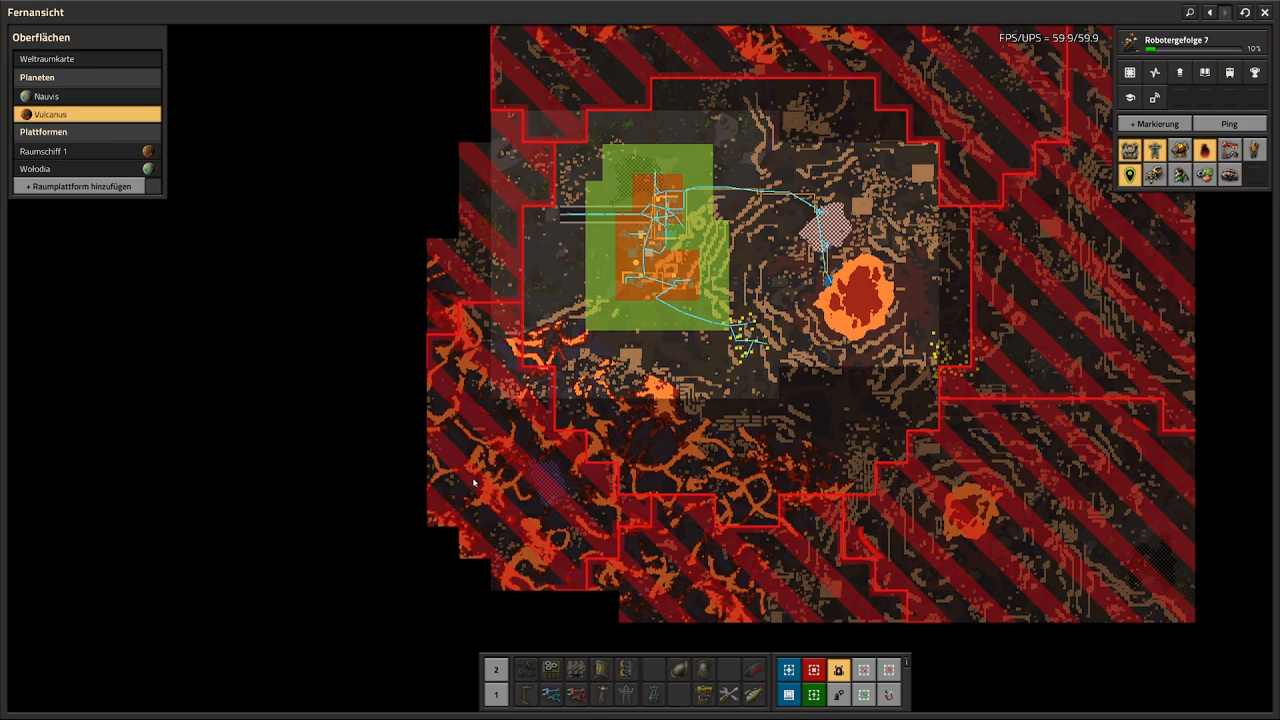 Fernansicht
Oberflächen
Weltraumkarte
Planeten
Nauvis
Vulcanus
Plattformen
Raumschiff 1
Wołodia
+ Raumplattform hinzufügen
FPS/UPS = 59.9/59.9
Robotergefolge 7
10%
+ Markierung
Ping
2
1